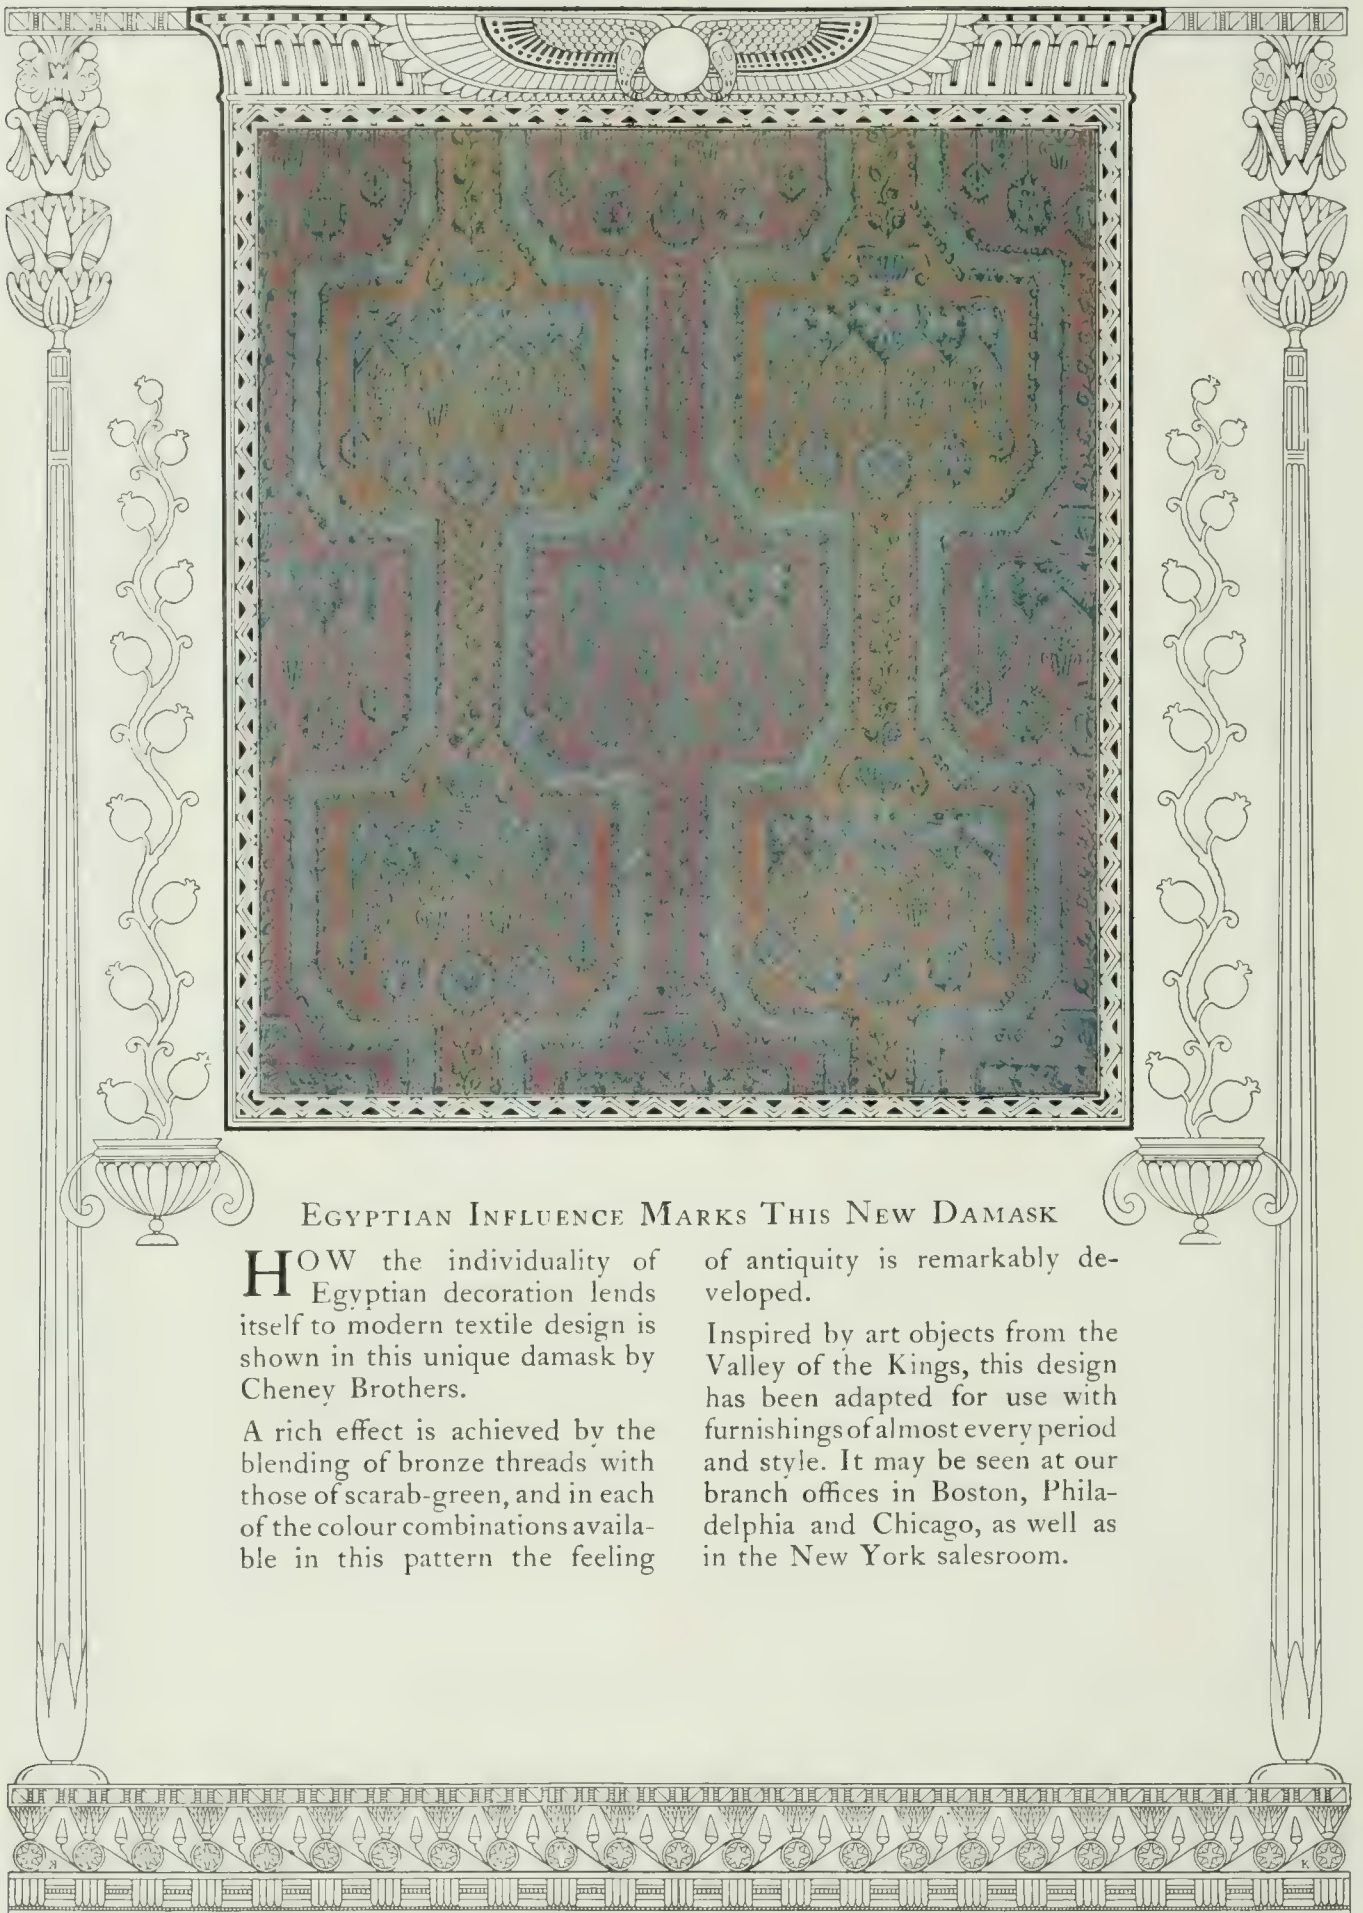 EGYPTIAN INFLUENCE MARKS THIS NEW DAMASK
HOW the individuality of
Egyptian decoration lends
itself to modern textile design is
shown in this unique damask by
Cheney Brothers.
A rich effect is achieved by the
blending of bronze threads with
those of scarab-green, and in each
of the colour combinations availa-
ble in this pattern the feeling
of antiquity is remarkably de-
veloped.
Inspired by art objects from the
Valley of the Kings, this design
has been adapted for use with
furnishings of almost every period
and style. It may be seen at our
branch offices in Boston, Phila-
delphia and Chicago, as well as
in the New York salesroom.
R K